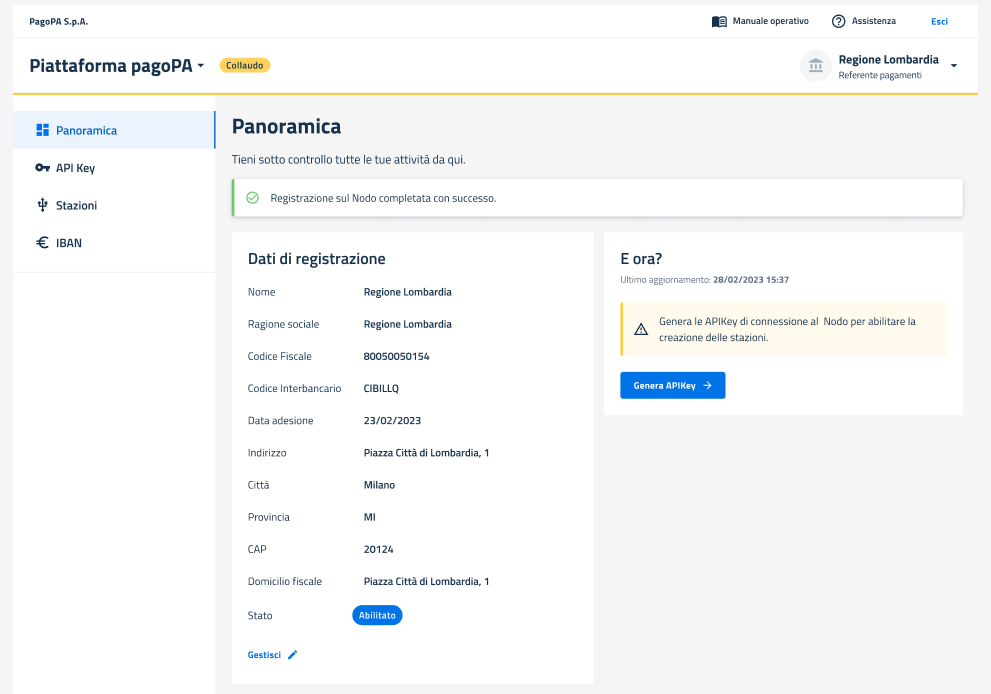 PagoPA S.p.A.
Manuale operativo
Assistenza
Esci
Piattaforma pagoPA
Collaudo
Regione Lombardia
Referente pagamenti
Panoramica
API Key
Stazioni
IBAN
Panoramica
Tieni sotto controllo tutte le tue attività da qui.
Registrazione sul Nodo completata con successo.
Dati di registrazione
Nome Regione Lombardia
Ragione sociale Regione Lombardia
Codice Fiscale 80050050154
Codice Interbancario CIBILLQ
Data adesione 23/02/2023
Indirizzo Piazza Città di Lombardia, 1
Città Milano
Provincia MI
CAP 20124
Domicilio fiscale Piazza Città di Lombardia, 1
Stato Abilitato
Gestisci
E ora?
Ultimo aggiornamento: 28/02/2023 15:37
Genera le APIKey di connessione al Nodo per abilitare la
creazione delle stazioni.
Genera APIKey